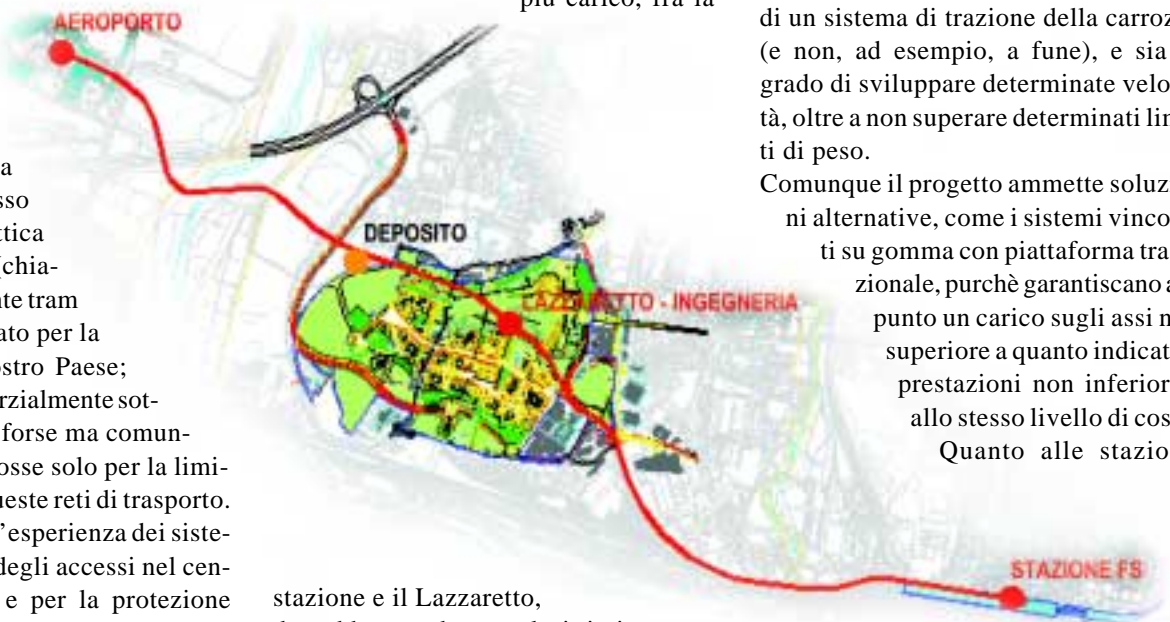 a
sso
ttica
chia-
nte tram
ato per la
ostro Paese;
rzialmente sot-
forse ma comun-
osse solo per la limi-
ueste reti di trasporto.
'esperienza dei siste-
degli accessi nel cen-
e per la protezione
più carico, fra la
AEROPORTO
DEPOSITO
LAZZARETTO - INGEGNERIA
STAZIONE FS
stazione e il Lazzaretto,
di un sistema di trazione della carroz
(e non, ad esempio, a fune), e sia
grado di sviluppare determinate velo
tà, oltre a non superare determinati lin
ti di peso.
Comunque il progetto ammette soluz
ni alternative, come i sistemi vinco
ti su gomma con piattaforma tra
zionale, purchè garantiscano a
punto un carico sugli assi n
superiore a quanto indicat
prestazioni non inferior
allo stesso livello di cos
Quanto alle stazio